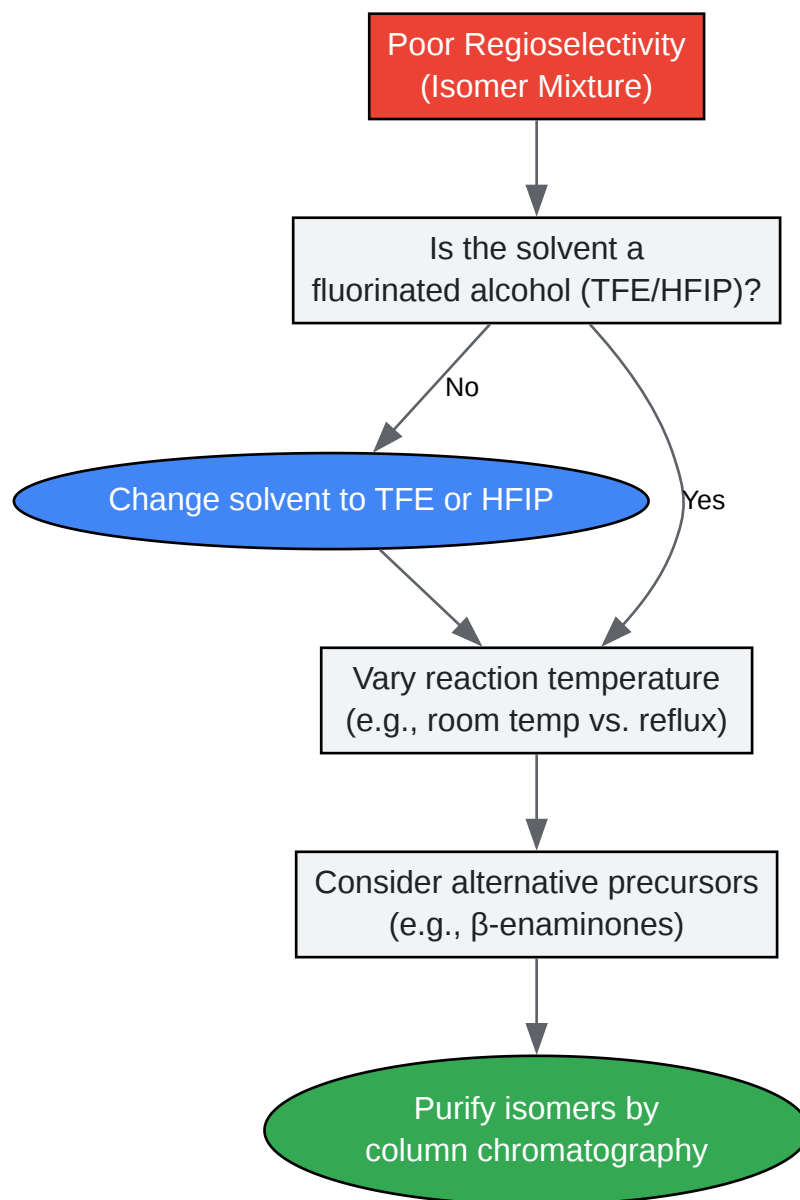 Poor Regioselectivity
(Isomer Mixture)
Is the solvent a
fluorinated alcohol (TFE/HFIP)?
No
Change solvent to TFE or HFIP
Yes
Vary reaction temperature
(e.g., room temp vs. reflux)
Consider alternative precursors
(e.g., β-enaminones)
Purify isomers by
column chromatography